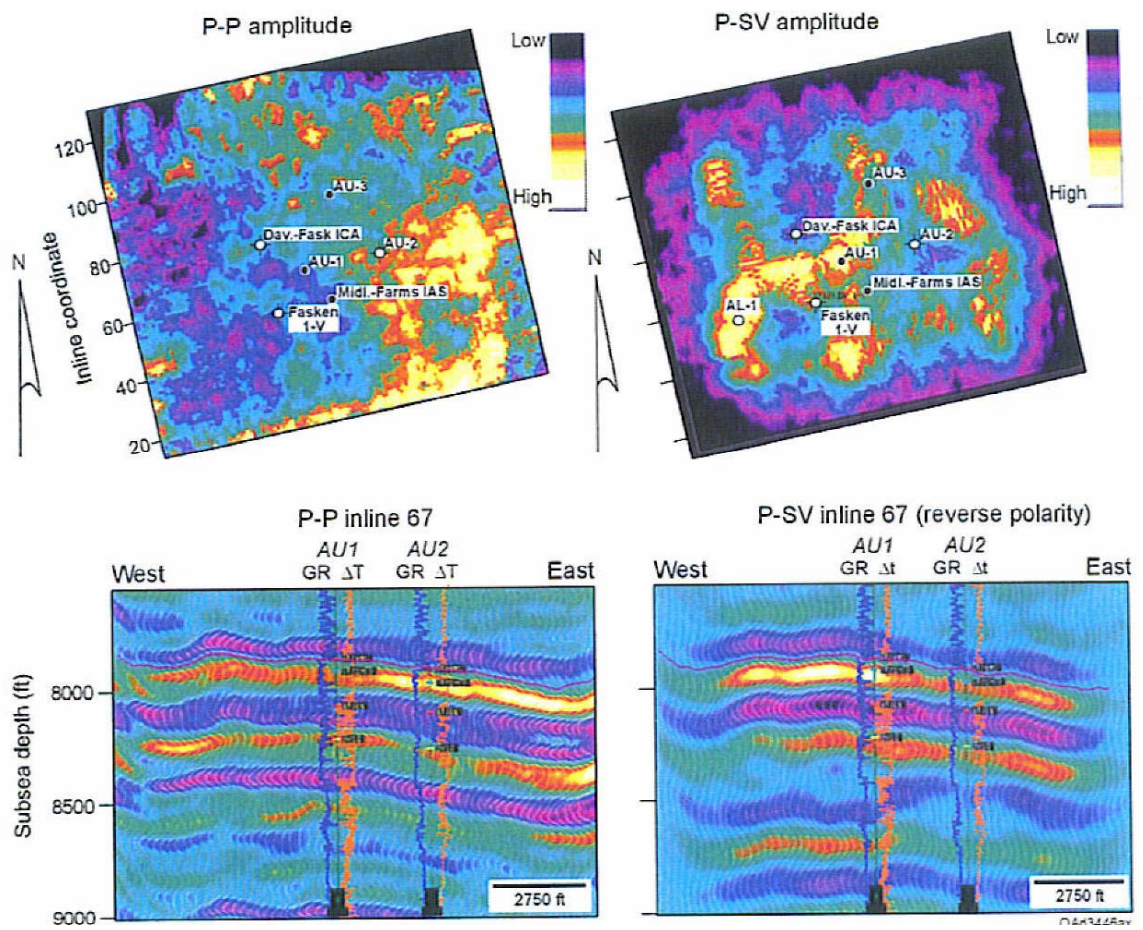 P-P amplitude
Low
High
120
100
80
60
40
20
Inline coordinate
N
AU-3
Dav.-Fask ICA
AU-2
AU-1
Midl.-Farms IAS
Fasken
1-V
P-SV amplitude
Low
High
N
AU-3
Dav.-Fask ICA
AU-2
AU-1
Midl.-Farms IAS
AL-1
Fasken
1-V
P-P inline 67
AU1 AU2
West GR ΔT GR ΔT East
Subsea depth (ft)
8000
8500
9000
2750 ft
P-SV inline 67 (reverse polarity)
AU1 AU2
West GR Δt GR Δt East
2750 ft